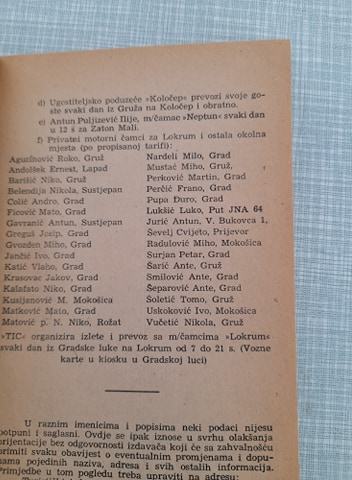 d) Ugostiteljsko poduzeće »Koločep« prevozi svoje go-
ste svaki dan iz Gruža na Koločep i obratno.
e) Antun Puljizević Ilije, m/čamac »Neptun« svaki dan
u 12 š za Zaton Mali.
f) Privatni motorni čamci za Lokrum i ostala okolna
mjesta (po propisanoj tarifi):
Aguzinović Roko, Gruž
Andolšek Ernest, Lapad
Barišić Niko, Gruž
Belendija Nikola, Sustjepan
Colić Andro, Grad
Ficović Mato, Grad
Gavranić Antun, Sustjepan
Greguš Josip, Grad
Gvozden Miho, Grad
Jančić Ivo, Grad
Katić Vlaho, Grad
Krasovac Jakov, Grad
Kalafato Niko, Grad
Kusijanović M. Mokošica
Matković Mato, Grad
Matović p. N. Niko, Rožat
Nardeli Milo, Grad
Mustać Miho, Gruž
Perković Martin, Grad
Perčić Frano, Grad
Pupa Đuro, Grad
Lukšić Luko, Put JNA 64
Jurić Antun, V. Bukovca 1,
Ševelj Cvijeto, Prijevor
Radulović Miho, Mokošica
Surjan Petar, Grad
Šarić Ante, Gruž
Smilović Ante, Grad
Šeparović Ante, Grad
Šoletić Tomo, Gruž
Uskoković Ivo, Mokošica
Vučetić Nikola, Gruž
»TIC« organizira izlete i prevoz sa m/čamcima »Lokrum«
svaki dan iz Gradske luke na Lokrum od 7 do 21 s. (Vozne
karte u kiosku u Gradskoj luci)
U raznim imenicima i popisima neki podaci nijesu
potpuni i saglasni. Ovdje se ipak iznose u svrhu olakšanja
orijentacije bez odgovornosti izdavača koji će sa zahvalnošću
primiti svaku obavijest o eventualnim promjenama i dopu-
nama pojedinih naziva, adresa i svih ostalih informacija.
Primjedbe u tom pogledu treba upraviti na adresu: